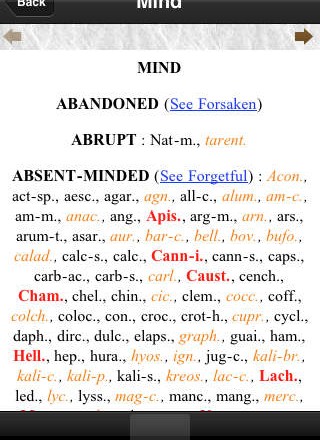 Back
Mind
MIND
ABANDONED (See Forsaken)
ABRUPT : Nat-m., tarent.
ABSENT-MINDED (See Forgetful) : Acon.,
act-sp., aesc., agar., agn., all-c., alum., am-c.,
am-m., anac., ang., Apis., arg-m., arn., ars.,
arum-t., asar., aur., bar-c., bell., bov., bufo.,
calad., calc-s., calc., Cann-i., cann-s., caps.,
carb-ac., carb-s., carl., Caust., cench.,
Cham., chel., chin., cic., clem., cocc., coff.,
colch., coloc., con., croc., crot-h., cupr., cycl.,
daph., dirc., dulc., elaps., graph., guai., ham.,
Hell., hep., hura., hyos., ign., jug-c., kali-br.,
kali-c., kali-p., kali-s., kreos., lac-c., Lach.,
led., lyc., lyss., mag-c., manc., mang., merc.,